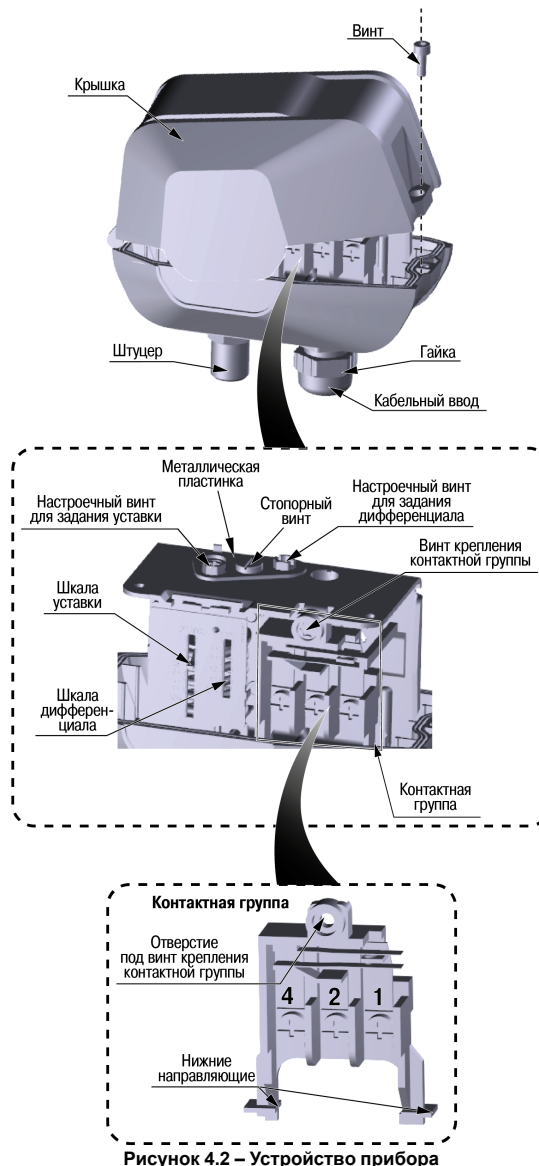 Винт
Крышка
Штуцер
Гайка
Кабельный ввод
Металлическая
пластинка
Настроечный винт
для задания уставки
Стопорный
винт
Настроечный винт
для задания
дифференциала
Винт крепления
контактной группы
Шкала
уставки
Шкала
дифферен-
циала
Контактная
группа
Контактная группа
Отверстие
под винт крепления
контактной группы
4 2 1
Нижние
направляющие
Рисунок 4.2 – Устройство прибора